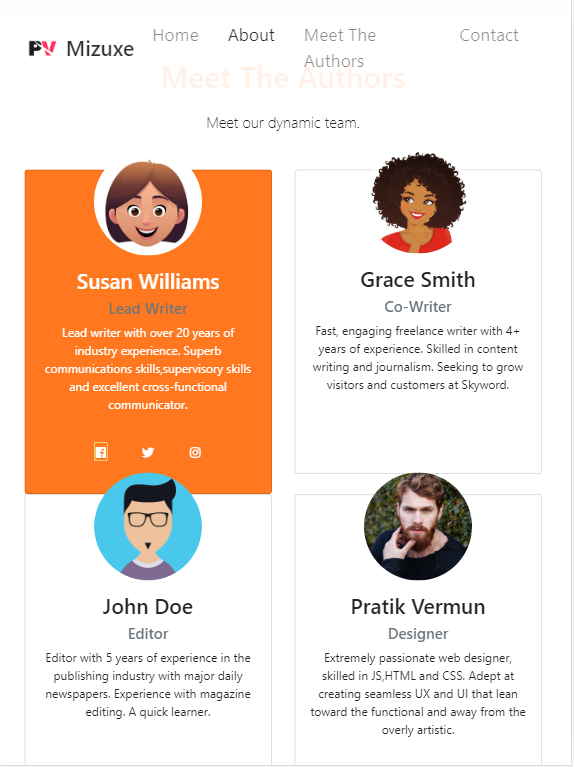 PV Mizuxe
Home
About
Meet The
Authors
Contact
Meet The Authors
Meet our dynamic team.
Susan Williams
Lead Writer
Lead writer with over 20 years of
industry experience. Superb
communications skills,supervisory skills
and excellent cross-functional
communicator.
Grace Smith
Co-Writer
Fast, engaging freelance writer with 4+
years of experience. Skilled in content
writing and journalism. Seeking to grow
visitors and customers at Skyword.
John Doe
Editor
Editor with 5 years of experience in the
publishing industry with major daily
newspapers. Experience with magazine
editing. A quick learner.
Pratik Vermun
Designer
Extremely passionate web designer,
skilled in JS,HTML and CSS. Adept at
creating seamless UX and UI that lean
toward the functional and away from the
overly artistic.